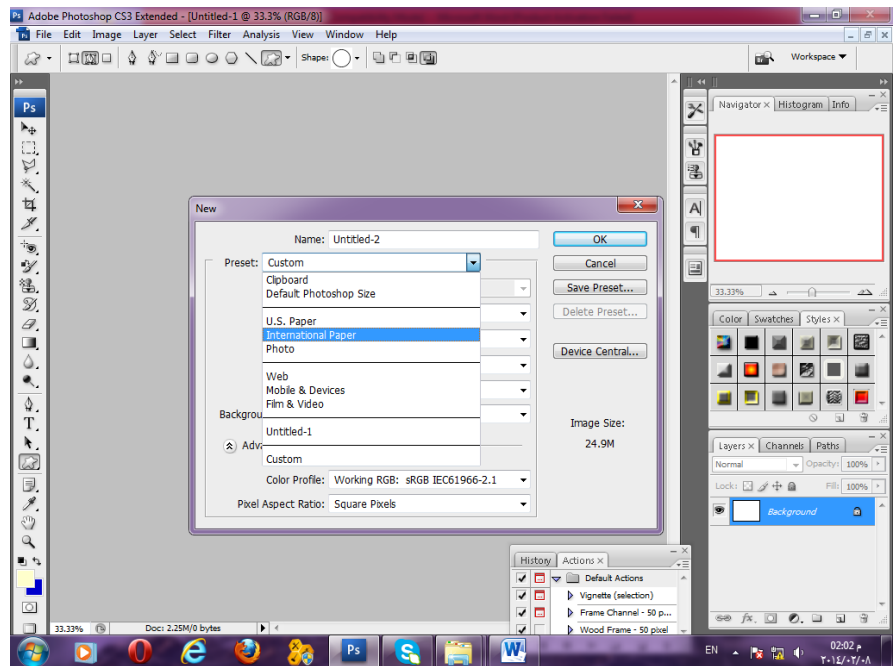 Ps Adobe Photoshop CS3 Extended - [Untitled-1 @ 33.3% (RGB/8)]
File Edit Image Layer Select Filter Analysis View Window Help
Shape: Workspace
Ps
Navigator x Histogram Info
A
33.33%
New
Name: Untitled-2
OK
Preset: Custom
Cancel
Clipboard
Default Photoshop Size
Save Preset...
Delete Preset...
U.S. Paper
International Paper
Photo
Device Central...
Web
Mobile & Devices
Film & Video
Backgrou
Untitled-1
Image Size:
24.9M
Adva
Custom
Color Profile: Working RGB: sRGB IEC61966-2.1
Pixel Aspect Ratio: Square Pixels
Color Swatches Styles x
Layers x Channels Paths
Normal Opacity: 100%
Lock: Fill: 100%
Background
T
History Actions x
Default Actions
Vignette (selection)
Frame Channel - 50 p...
Wood Frame - 50 pixel
fx.
33.33% Doc: 2.25M/0 bytes
Ps
S
W
EN
02:02 م
٢٠١٤/٠٢/٠٨